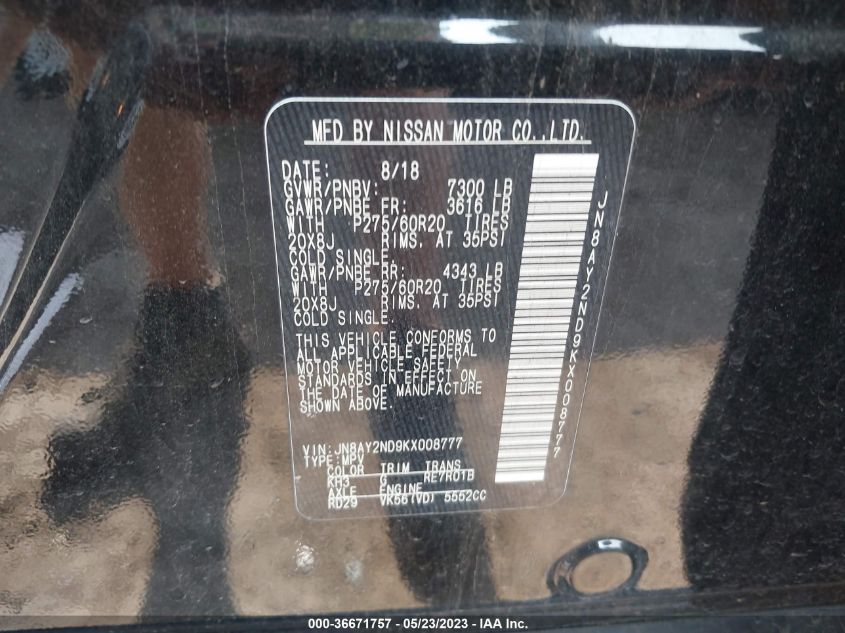 MFD BY NISSAN MOTOR CO.,LTD.
DATE: 8/18
GVWR/PNBV: 7300 LB
GAWR/PNBE FR: 3616 LB
WITH P275/60R20 TIRES
20X8J RIMS, AT 35PSI
COLD SINGLE,
GAWR/PNBE RR: 4343 LB
WITH P275/60R20 TIRES
20X8J RIMS, AT 35PSI
COLD SINGLE,
THIS VEHICLE CONFORMS TO
ALL APPLICABLE FEDERAL
MOTOR VEHICLE SAFETY
STANDARDS IN EFFECT ON
THE DATE OF MANUFACTURE
SHOWN ABOVE.
VIN:JN8AY2ND9KX008777
TYPE:MPV
COLOR TRIM TRANS
KH3 G RE7R01B
AXLE ENGINE
RD29 VK56(VD) 5552CC
JN8AY2ND9KX008777
000-36671757 - 05/23/2023 - IAA Inc.